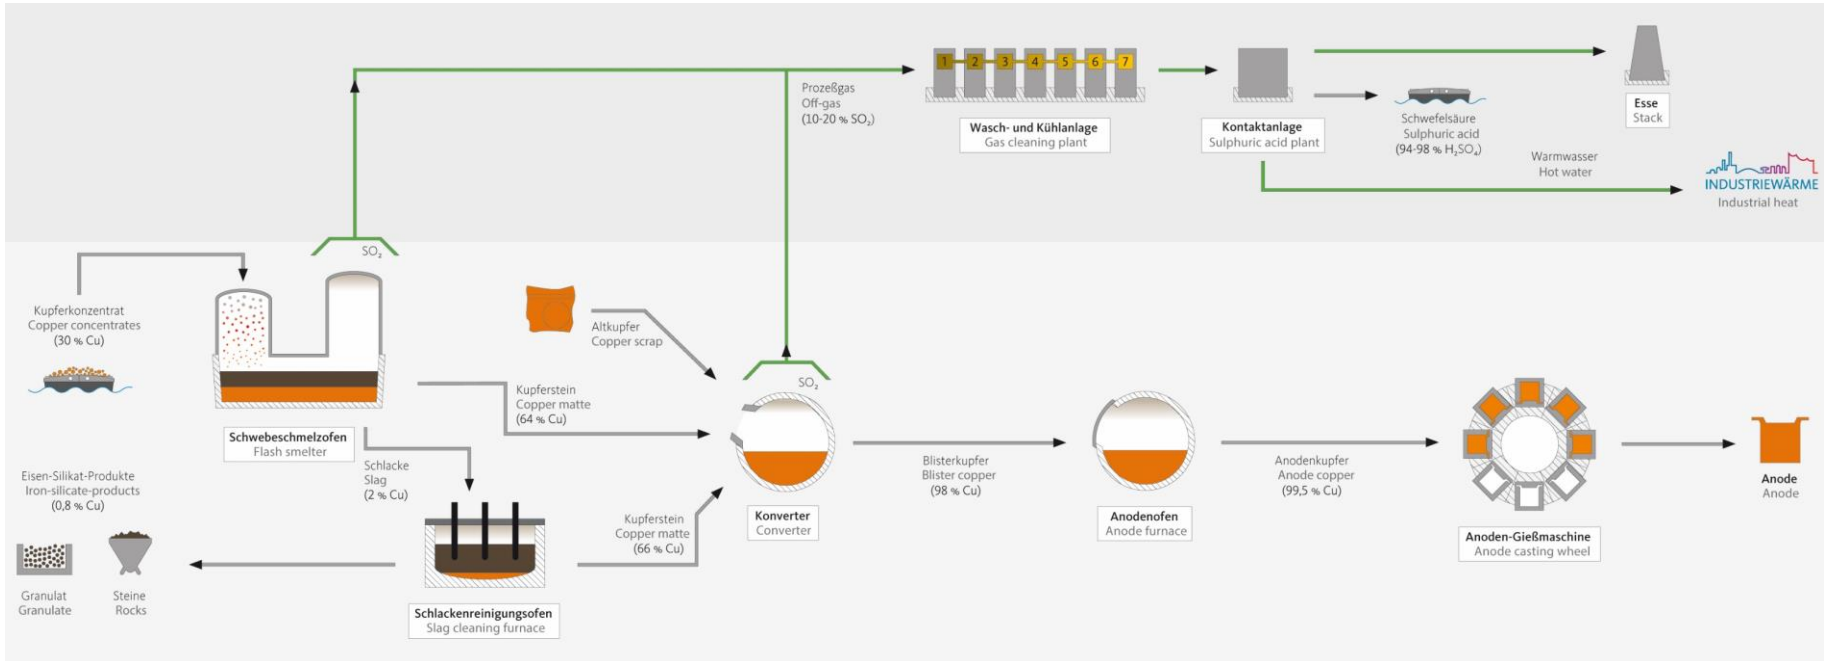 1 2 3 4 5 6 7
Prozeßgas
Off-gas
(10-20 % SO₂)
Wasch- und Kühlanlage
Gas cleaning plant
Kontaktanlage
Sulphuric acid plant
Schwefelsäure
Sulphuric acid
(94-98 % H₂SO₄)
Esse
Stack
Warmwasser
Hot water
INDUSTRIEWÄRME
Industrial heat
SO₂
Kupferkonzentrat
Copper concentrates
(30 % Cu)
Schwebeschmelzofen
Flash smelter
Altkupfer
Copper scrap
Kupferstein
Copper matte
(64 % Cu)
SO₂
Schlacke
Slag
(2 % Cu)
Eisen-Silikat-Produkte
Iron-silicate-products
(0,8 % Cu)
Granulat
Granulate
Steine
Rocks
Schlackenreinigungsofen
Slag cleaning furnace
Kupferstein
Copper matte
(66 % Cu)
Konverter
Converter
Blisterkupfer
Blister copper
(98 % Cu)
Anodenofen
Anode furnace
Anodenkupfer
Anode copper
(99,5 % Cu)
Anoden-Gießmaschine
Anode casting wheel
Anode
Anode